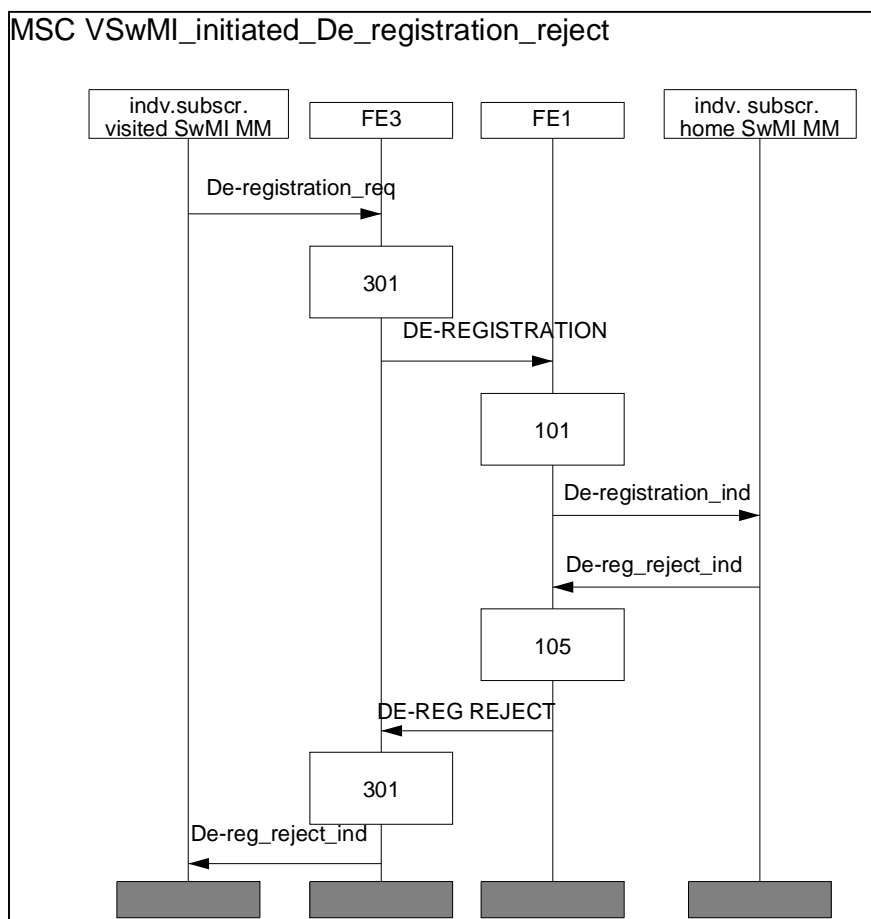 MSC VSwMI_initiated_De_registration_reject
indv.subscr.
visited SwMI MM
FE3
FE1
indv. subscr.
home SwMI MM
De-registration_req
301
DE-REGISTRATION
101
De-registration_ind
De-reg_reject_ind
105
DE-REG REJECT
301
De-reg_reject_ind